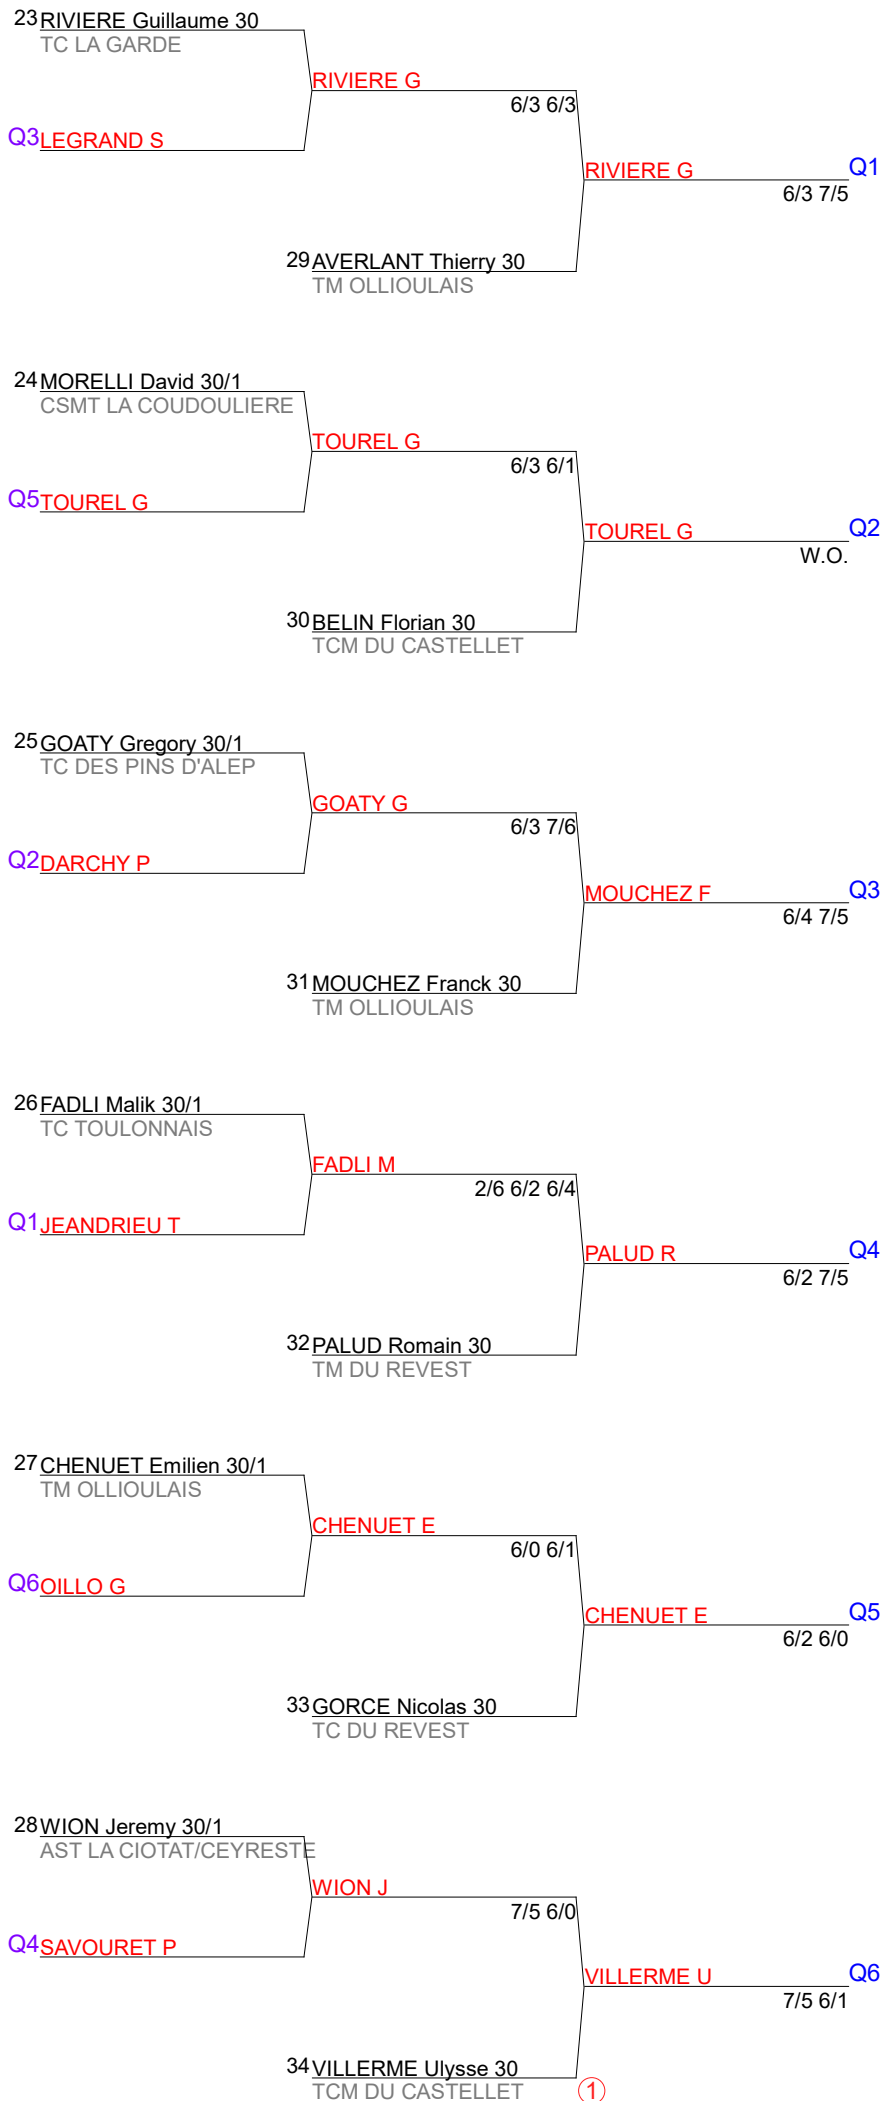 23 RIVIERE Guillaume 30
TC LA GARDE
RIVIERE G
6/3 6/3
Q3 LEGRAND S
RIVIERE G Q1
6/3 7/5
29 AVERLANT Thierry 30
TM OLLIOULAIS
24 MORELLI David 30/1
CSMT LA COUDOULIERE
TOUREL G
6/3 6/1
Q5 TOUREL G
TOUREL G Q2
W.O.
30 BELIN Florian 30
TCM DU CASTELLET
25 GOATY Gregory 30/1
TC DES PINS D'ALEP
GOATY G
6/3 7/6
Q2 DARCHY P
MOUCHEZ F Q3
6/4 7/5
31 MOUCHEZ Franck 30
TM OLLIOULAIS
26 FADLI Malik 30/1
TC TOULONNAIS
FADLI M
2/6 6/2 6/4
Q1 JEANDRIEU T
PALUD R Q4
6/2 7/5
32 PALUD Romain 30
TM DU REVEST
27 CHENUET Emilien 30/1
TM OLLIOULAIS
CHENUET E
6/0 6/1
Q6 OILLO G
CHENUET E Q5
6/2 6/0
33 GORCE Nicolas 30
TC DU REVEST
28 WION Jeremy 30/1
AST LA CIOTAT/CEYRESTE
WION J
7/5 6/0
Q4 SAVOURET P
VILLERME U Q6
7/5 6/1
34 VILLERME Ulysse 30
TCM DU CASTELLET
1